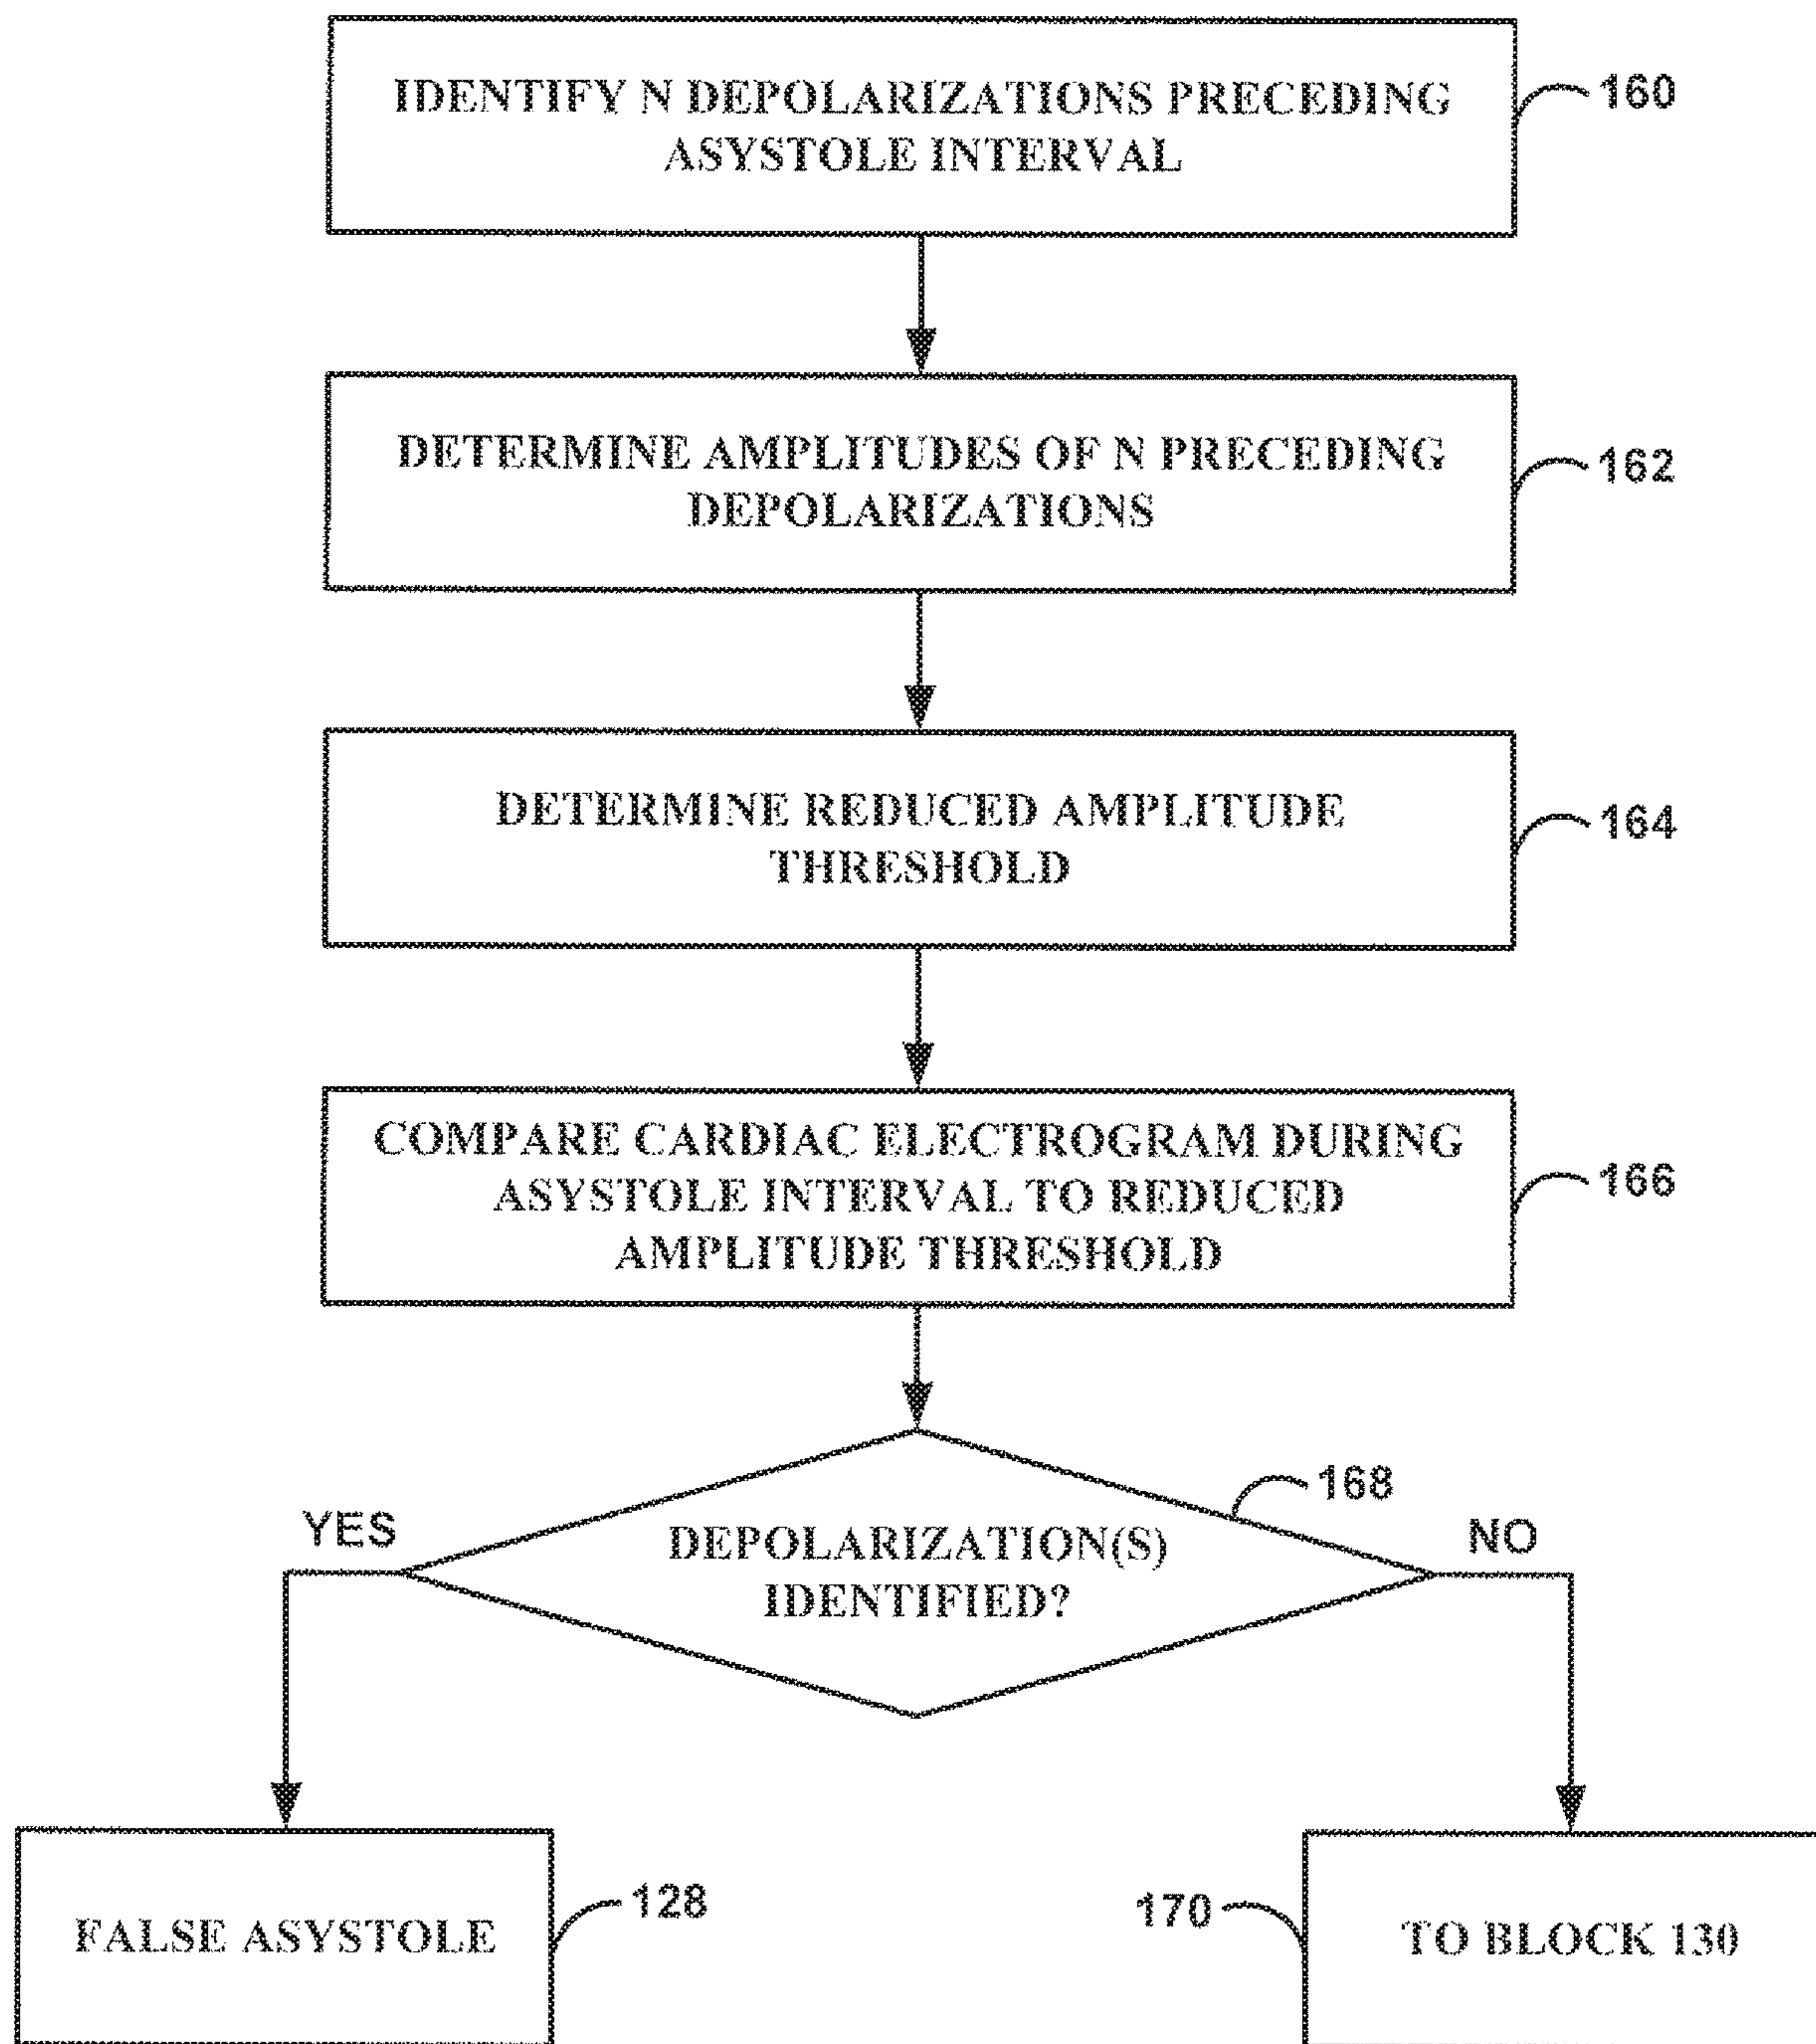 IDENTIFY N DEPOLARIZATIONS PRECEDING
ASYSTOLE INTERVAL
160
DETERMINE AMPLITUDES OF N PRECEDING
DEPOLARIZATIONS
162
DETERMINE REDUCED AMPLITUDE
THRESHOLD
164
COMPARE CARDIAC ELECTROGRAM DURING
ASYSTOLE INTERVAL TO REDUCED
AMPLITUDE THRESHOLD
166
168
YES
DEPOLARIZATION(S)
IDENTIFIED?
NO
FALSE ASYSTOLE
128
170
TO BLOCK 130